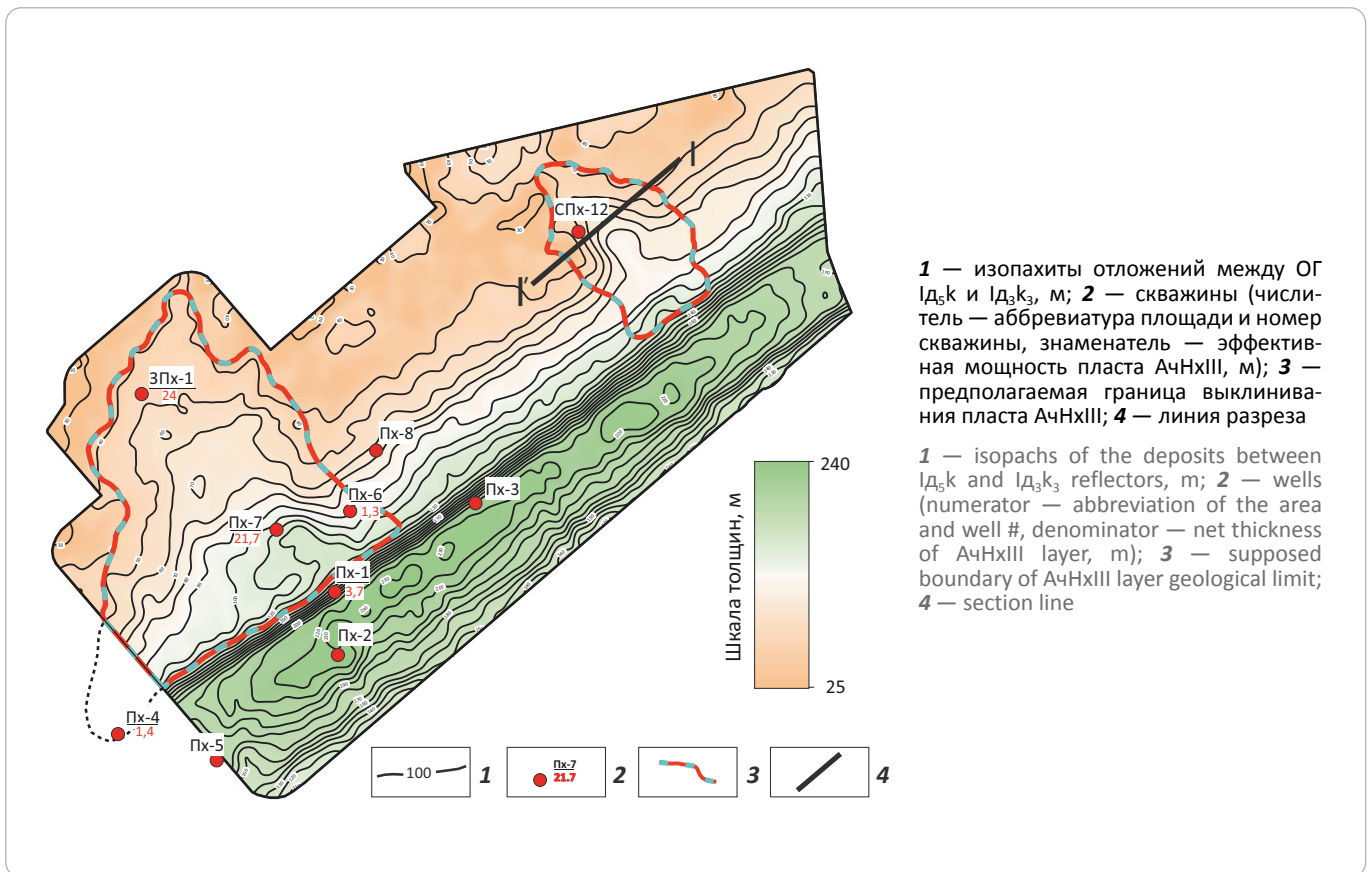 I
СПх-12
I'
ЗПх-1
24
Пх-8
Пх-6
1,3
Пх-3
Пх-7
21,7
Пх-1
3,7
Пх-2
Пх-4
1,4
Пх-5
Шкала толщин, м
240
25
100
1
Пх-7
21.7
2
3
4
1 — изопахиты отложений между ОГ
Iд₅k и Iд₃k₃, м; 2 — скважины (числи-
тель — аббревиатура площади и номер
скважины, знаменатель — эффектив-
ная мощность пласта АчНхIII, м); 3 —
предполагаемая граница выклинива-
ния пласта АчНхIII; 4 — линия разреза
1 — isopachs of the deposits between
Iд₅k and Iд₃k₃ reflectors, m; 2 — wells
(numerator — abbreviation of the area
and well #, denominator — net thickness
of АчНхIII layer, m); 3 — supposed
boundary of АчНхIII layer geological limit;
4 — section line